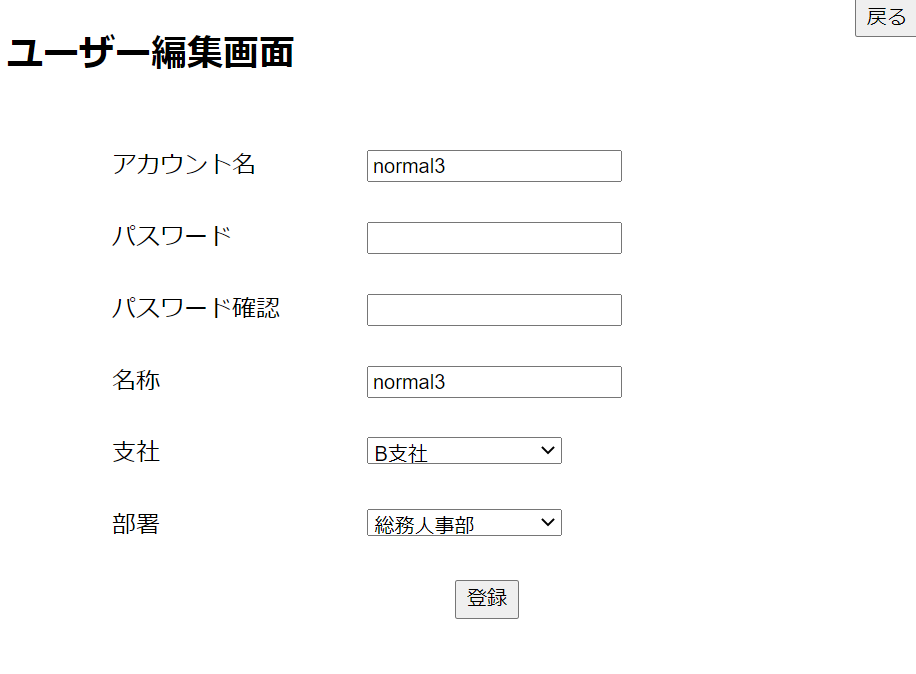 戻る
ユーザー編集画面
アカウント名 normal3
パスワード
パスワード確認
名称 normal3
支社 B支社
部署 総務人事部
登録